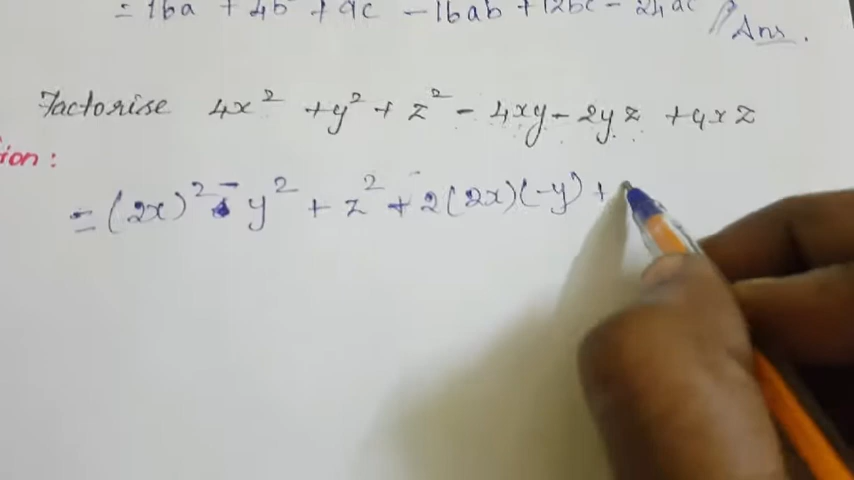 = 16a + 4b + 9c - 16ab + 12bc - 24ac // Ans.
Factorise 4x² + y² + z² - 4xy - 2yz + 4xz
ion :
= (2x)² y² + z² + 2(2x)(-y) +